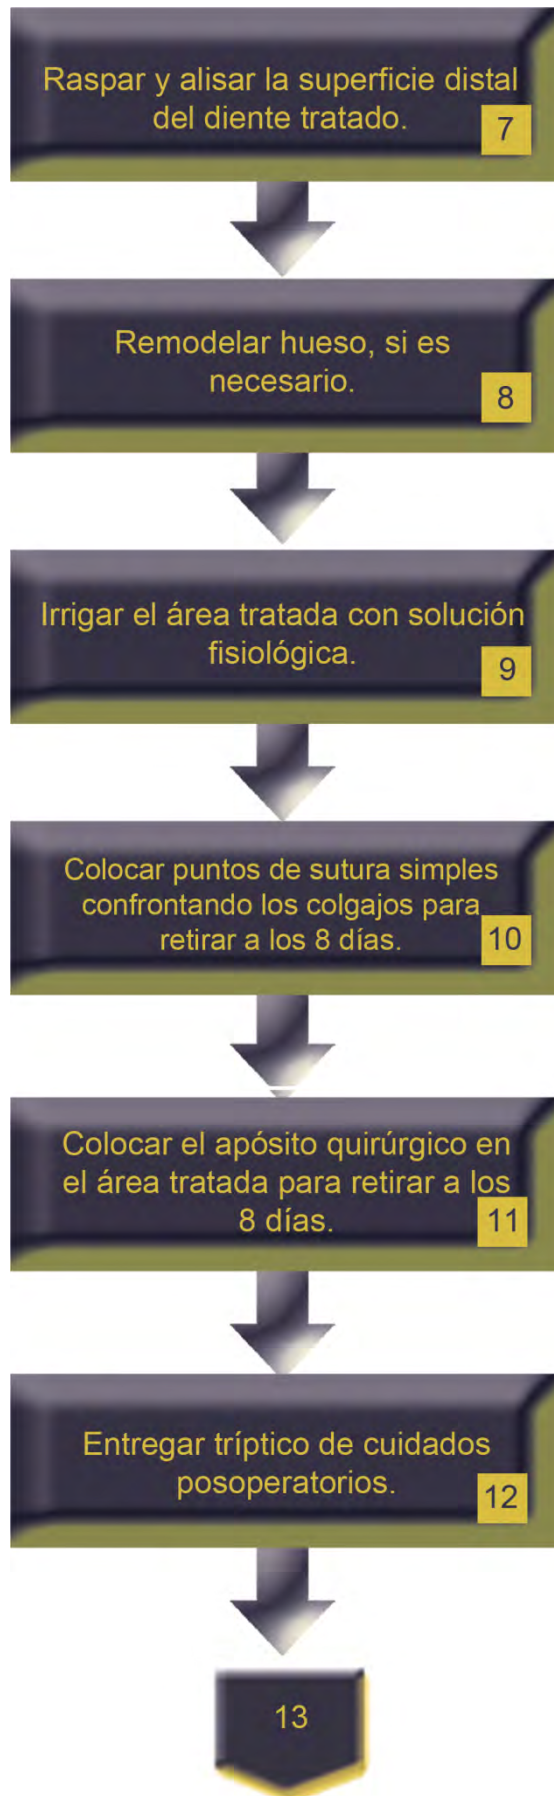 Raspar y alisar la superficie distal
del diente tratado.
7
Remodelar hueso, si es
necesario.
8
Irrigar el área tratada con solución
fisiológica.
9
Colocar puntos de sutura simples
confrontando los colgajos para
retirar a los 8 días.
10
Colocar el apósito quirúrgico en
el área tratada para retirar a los
8 días.
11
Entregar tríptico de cuidados
posoperatorios.
12
13